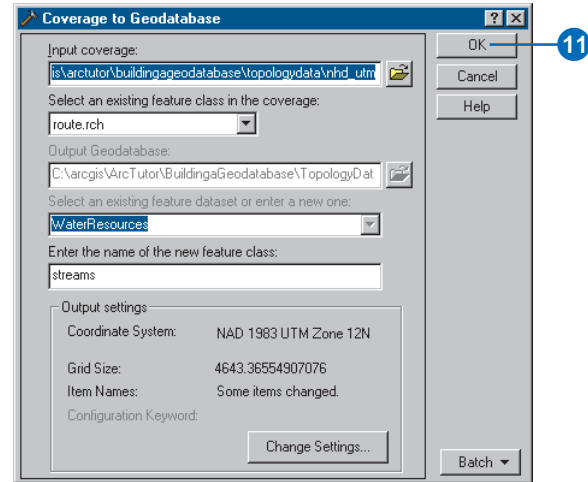 Coverage to Geodatabase
Input coverage:
is\arctutor\buildingageodatabase\topologydata\nhd_utm
Select an existing feature class in the coverage:
route.rch
Output Geodatabase:
C:\arcgis\ArcTutor\BuildingaGeodatabase\TopologyDat
Select an existing feature dataset or enter a new one:
WaterResources
Enter the name of the new feature class:
streams
Output settings
Coordinate System: NAD 1983 UTM Zone 12N
Grid Size: 4643.36554907076
Item Names: Some items changed.
Configuration Keyword:
Change Settings...
OK
11
Cancel
Help
Batch